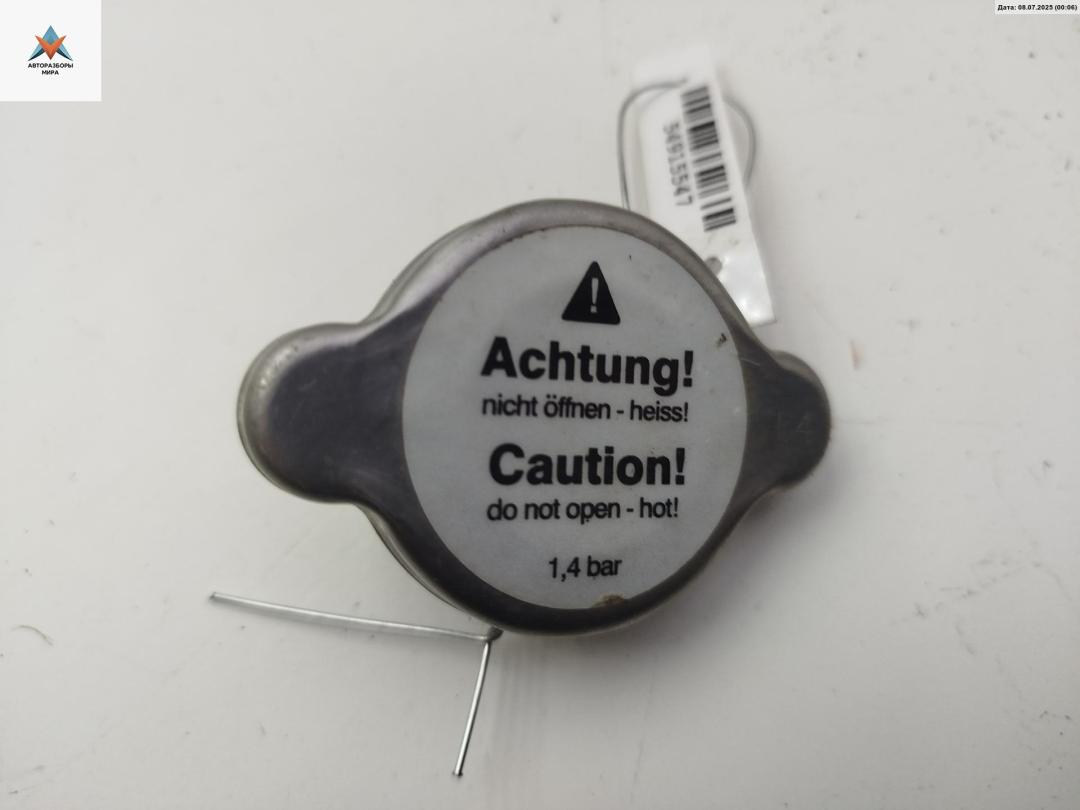 Дата: 08.07.2025 (00:06)
АВТОРАЗБОРЫ
МИРА
54915547
Achtung!
nicht öffnen - heiss!
Caution!
do not open - hot!
1,4 bar